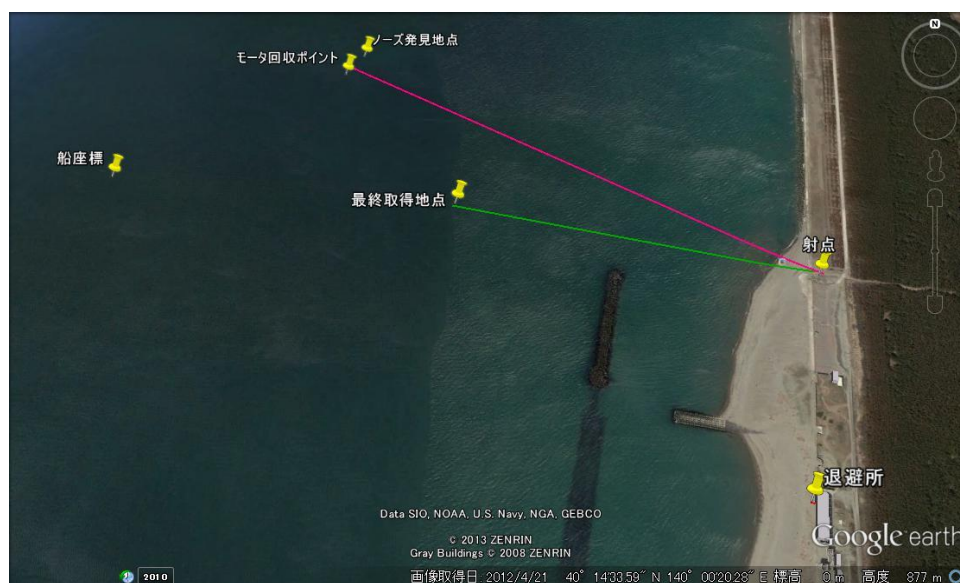 N
ノーズ発見地点
モータ回収ポイント
船座標
最終取得地点
射点
退避所
Data SIO, NOAA, U.S. Navy, NGA, GEBCO
© 2013 ZENRIN
Gray Buildings © 2008 ZENRIN
Google earth
2010
画像取得日: 2012/4/21 40° 14'33.59" N 140° 00'20.28" E 標高 0 m 高度 877 m